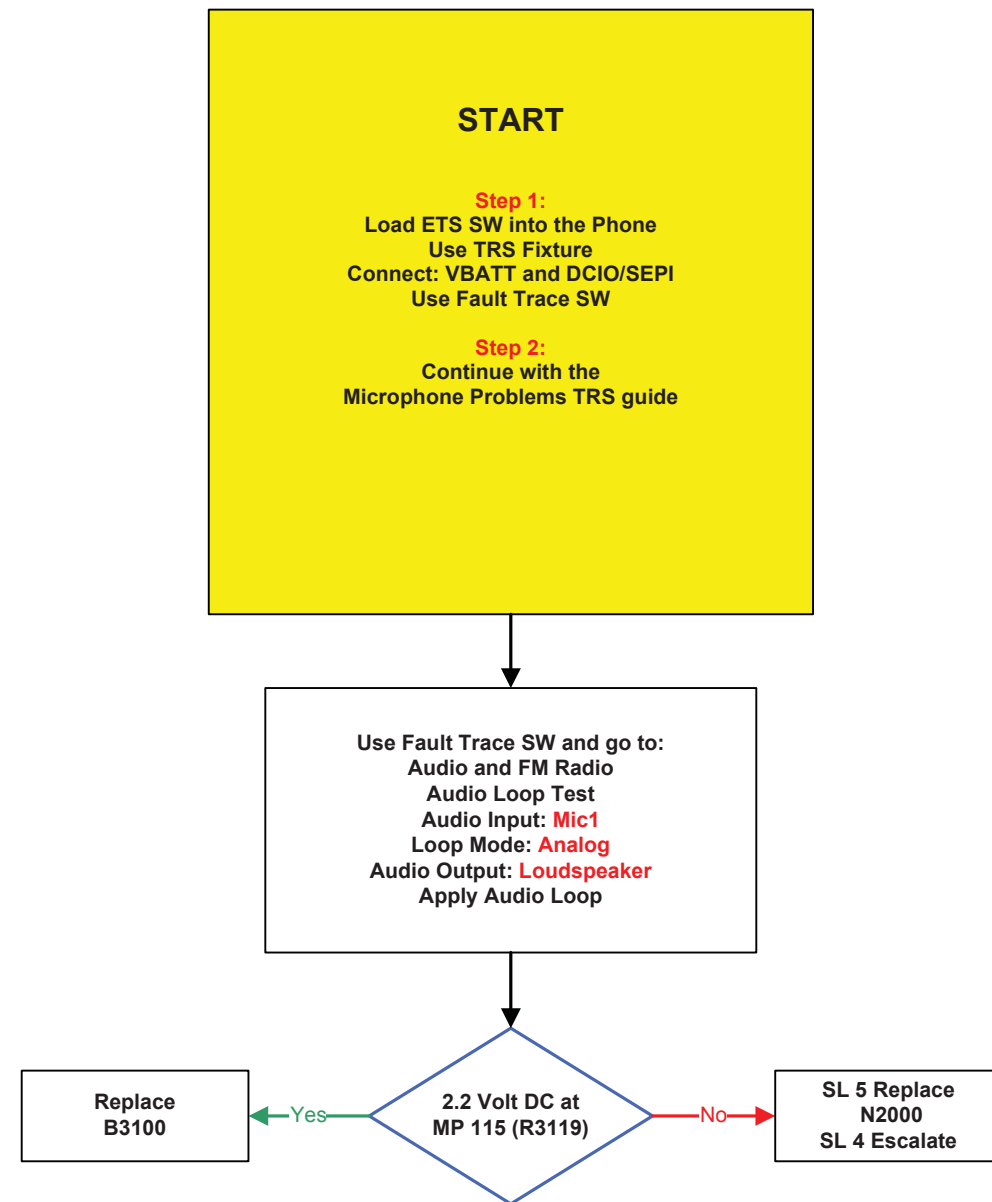 START
Step 1:
Load ETS SW into the Phone
Use TRS Fixture
Connect: VBATT and DCIO/SEPI
Use Fault Trace SW
Step 2:
Continue with the
Microphone Problems TRS guide
Use Fault Trace SW and go to:
Audio and FM Radio
Audio Loop Test
Audio Input: Mic1
Loop Mode: Analog
Audio Output: Loudspeaker
Apply Audio Loop
Replace
B3100
Yes
2.2 Volt DC at
MP 115 (R3119)
No
SL 5 Replace
N2000
SL 4 Escalate